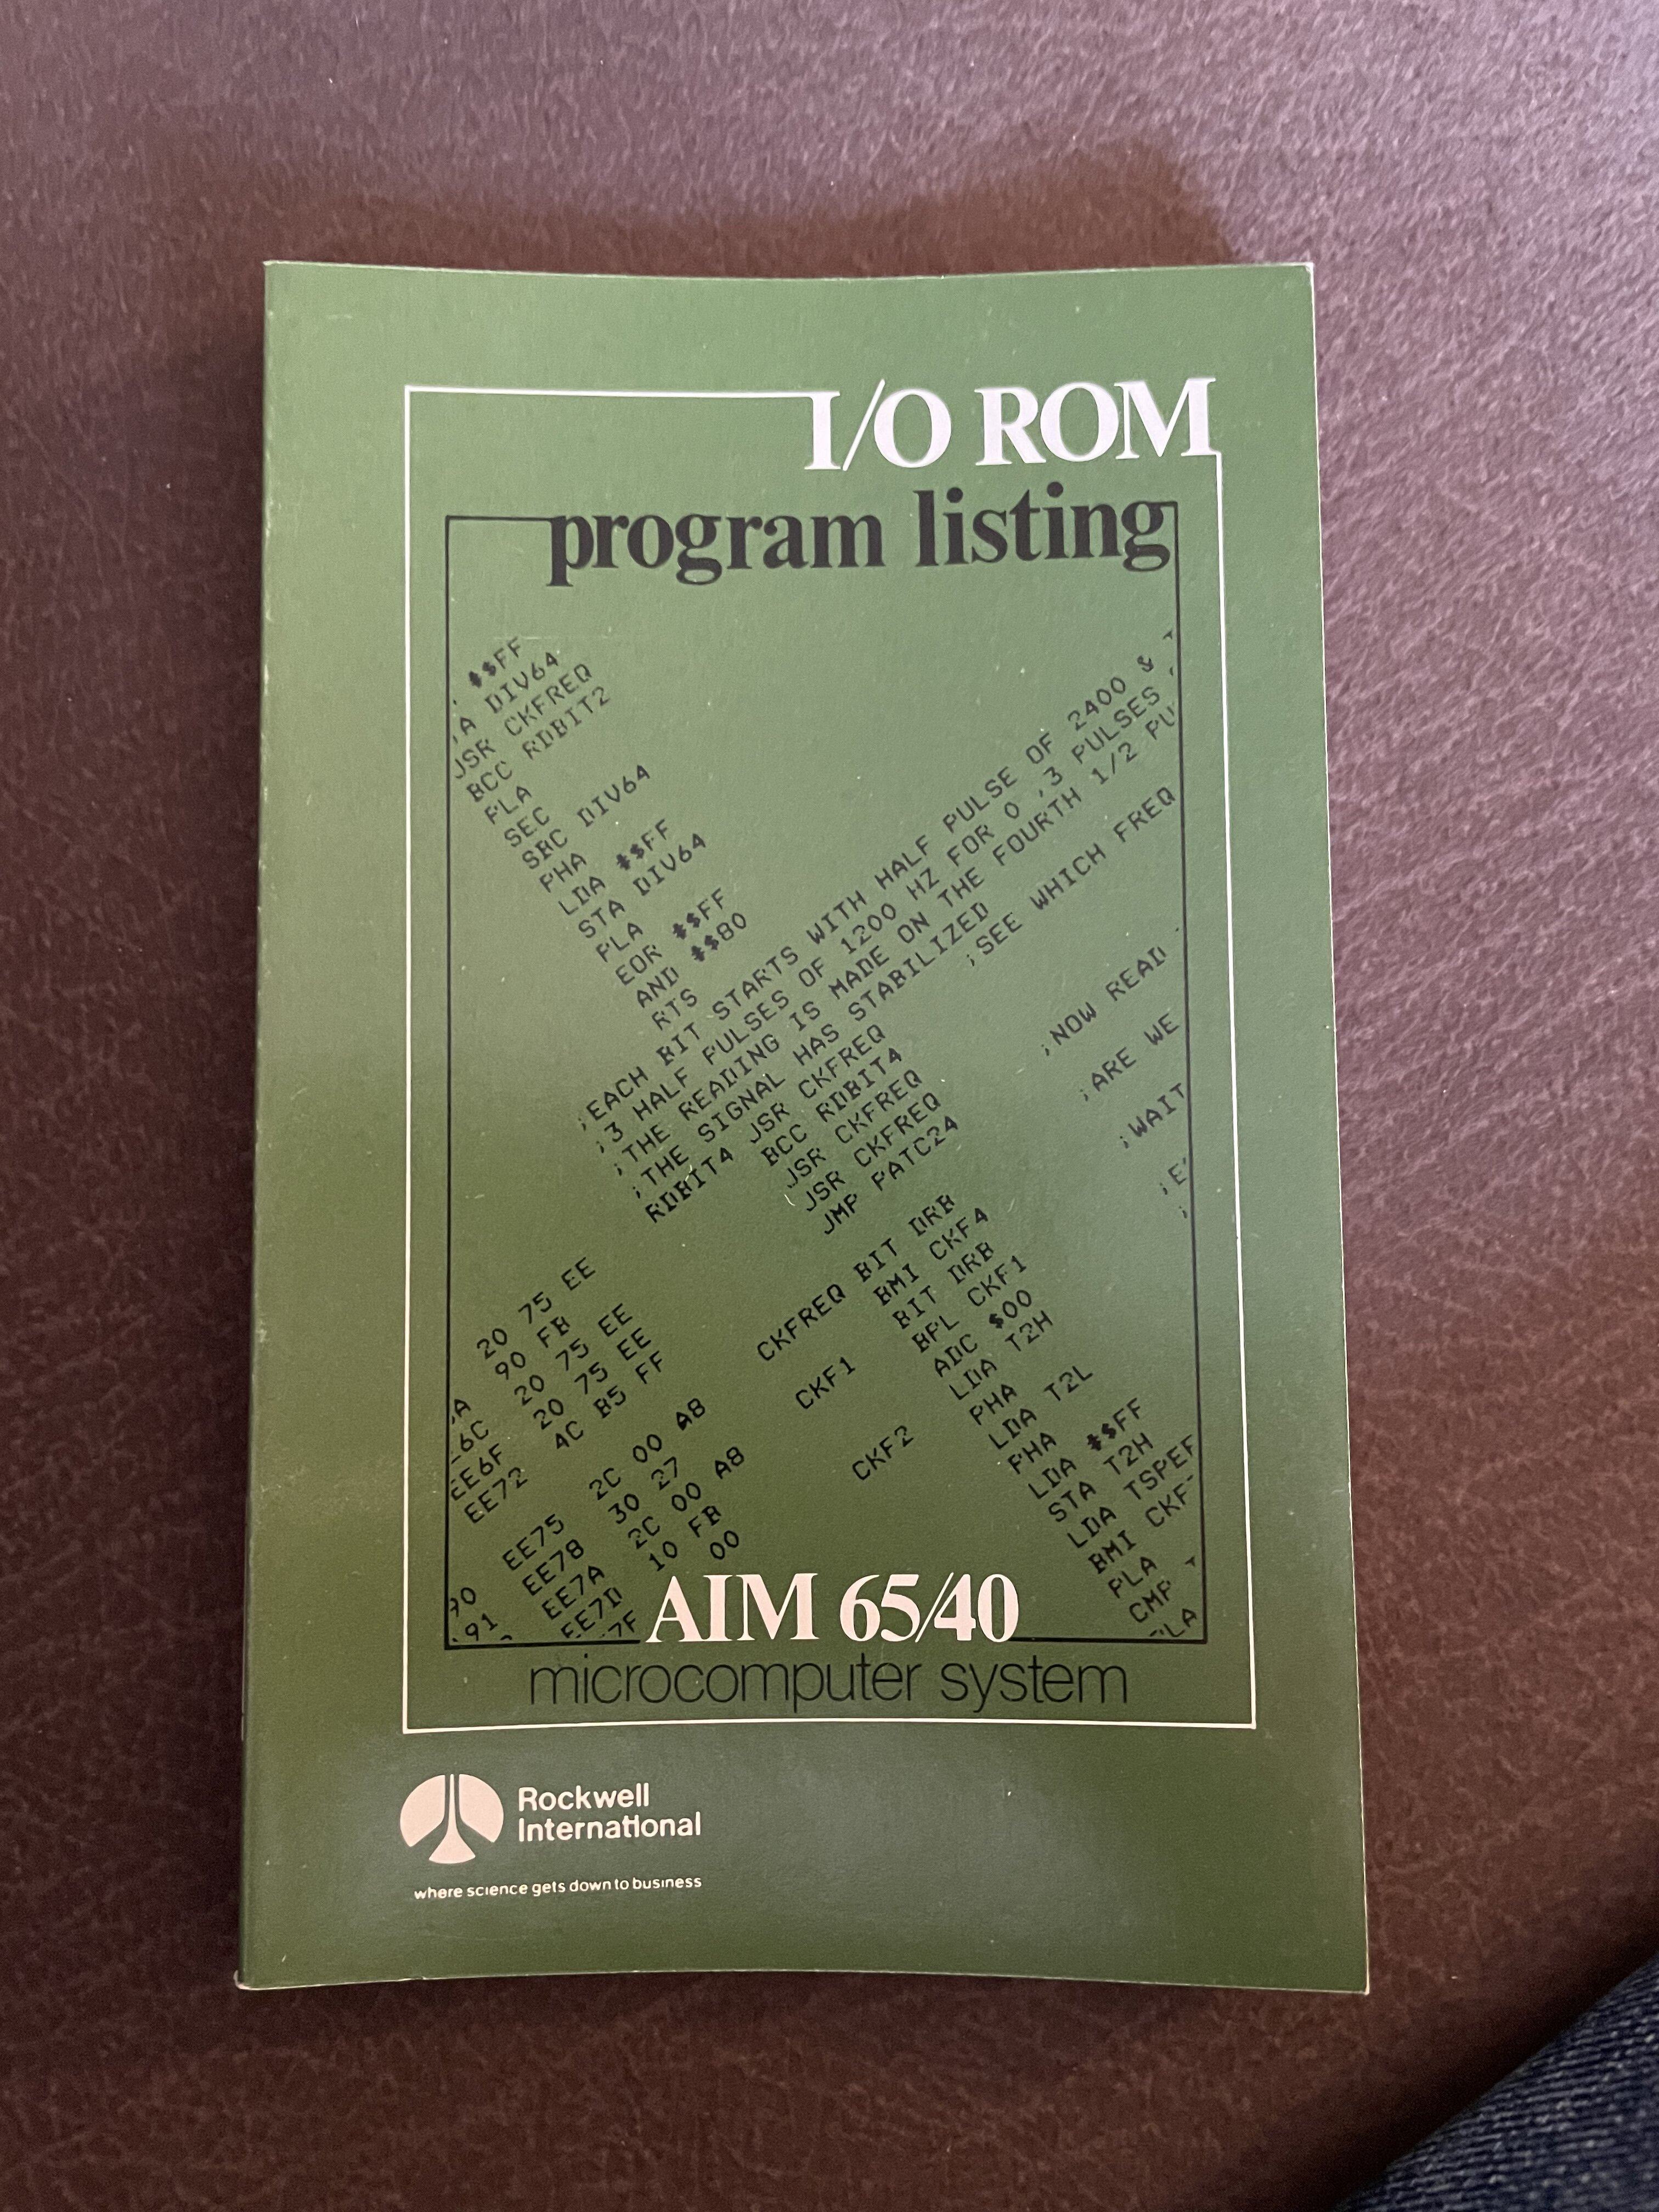 I/O ROM
program listing
#$FF
DIV64
JSR CKFREQ
BCC RDBIT2
PLA
SEC
SBC DIV64
PHA
LDA #$FF
STA DIV64
PLA
EOR #$FF
AND #$80
RTS
;EACH BIT STARTS WITH HALF PULSE OF 2400 &
;3 HALF PULSES OF 1200 HZ FOR 0 ,3 PULSES
;THE READING IS MADE ON THE FOURTH 1/2
;THE SIGNAL HAS STABILIZED
RDBIT4 JSR CKFREQ ;SEE WHICH FREQ
BCC RDBIT4
JSR CKFREQ
JSR CKFREQ ;NOW READ
JMP PATC24
;ARE WE
;WAIT
20 75 EE
90 FB
20 75 EE
EE6F 20 75 EE
EE72 4C B5 FF
EE75 2C 00 A8 CKFREQ BIT DRB
EE78 30 27 BMI CKF4
EE7A 2C 00 A8 CKF1 BIT DRB
EE7D 10 FB BPL CKF1
00 ADC $00
CKF2 LDA T2H
PHA
LDA T2L
PHA
LDA #$FF
STA T2H
LDA
BMI
PLA
CMP
AIM 65/40
microcomputer system
Rockwell
International
where science gets down to business